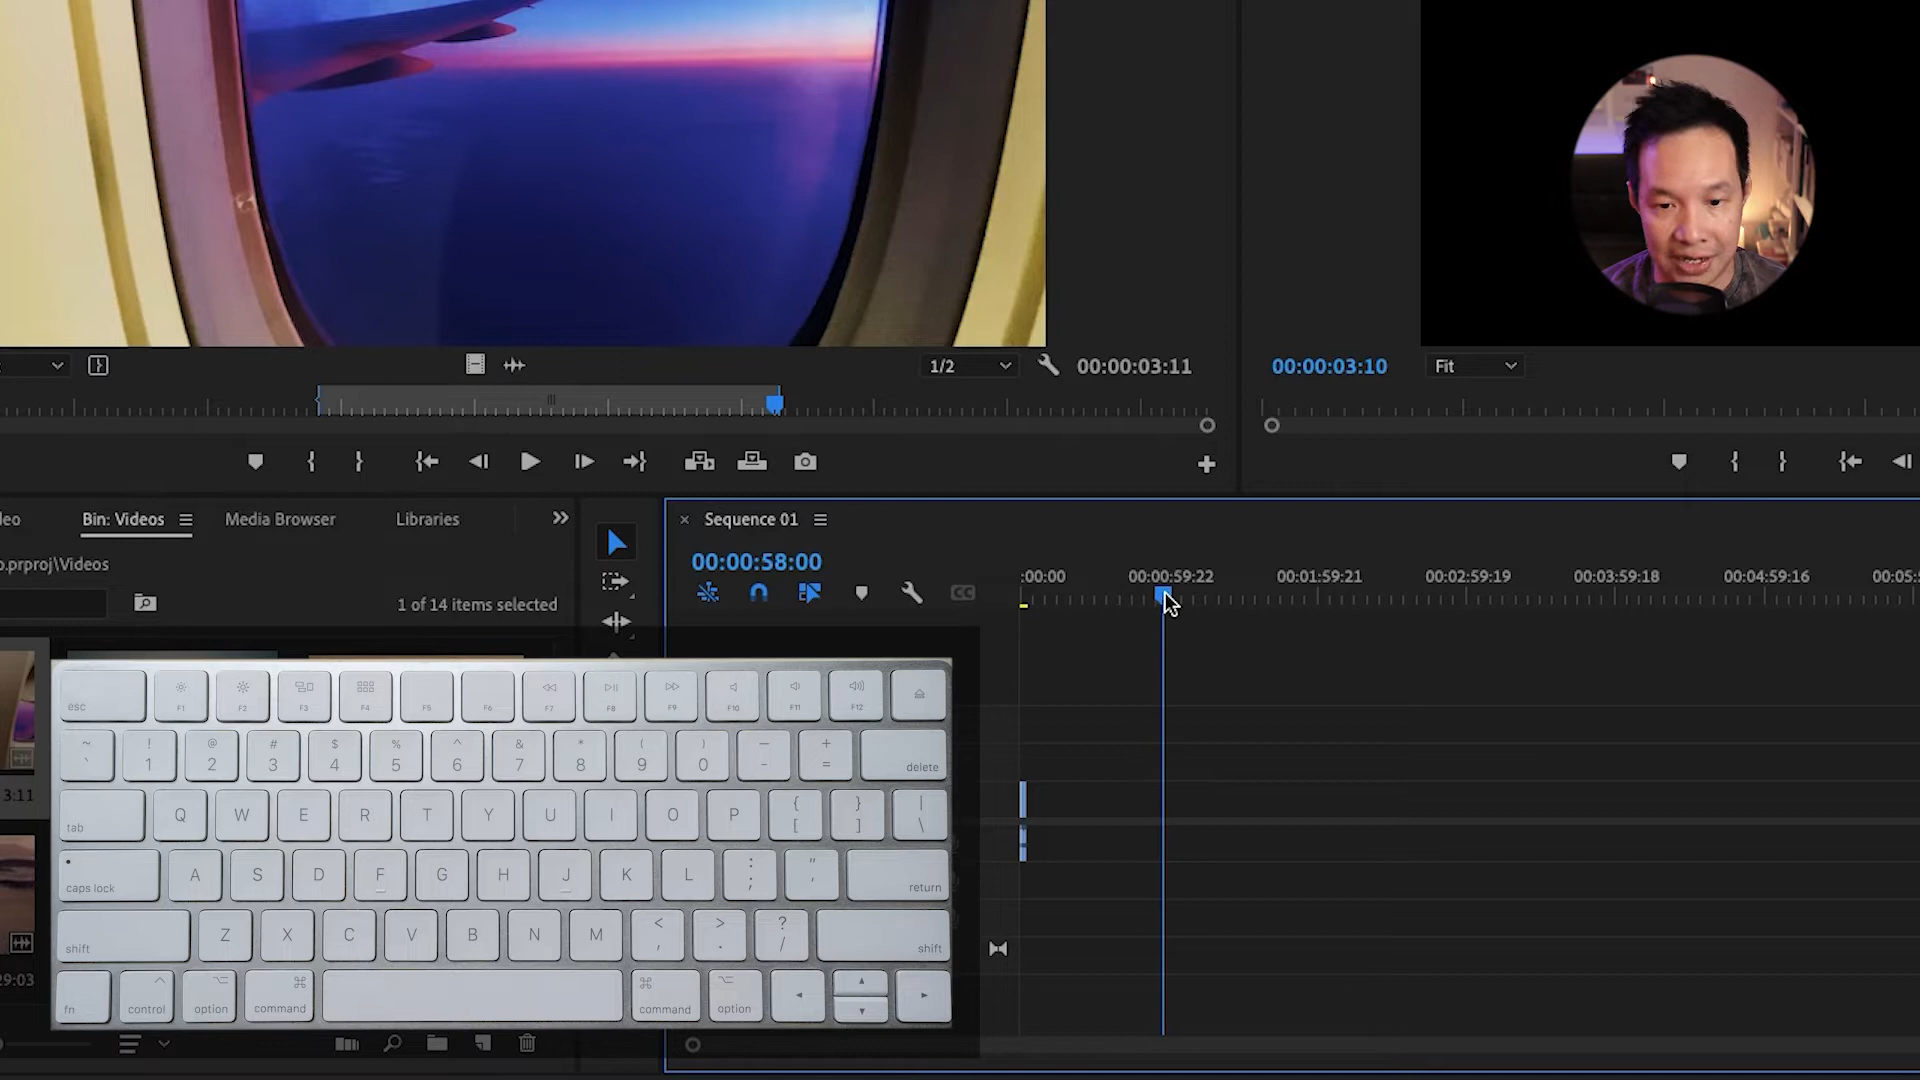 1/2
00:00:03:11
00:00:03:10
Fit
leo
Bin: Videos
Media Browser
Libraries
Sequence 01
00:00:58:00
o.prproj\Videos
1 of 14 items selected
:00:00
00:00:59:22
00:01:59:21
00:02:59:19
00:03:59:18
00:04:59:16
00:05:5
CC
3:11
29:03
esc F1 F2 F3 F4 F5 F6 F7 F8 F9 F10 F11 F12
~ ! @ # $ % ^ & * ( ) — +
` 1 2 3 4 5 6 7 8 9 0 - = delete
tab Q W E R T Y U I O P { [ } ] | \
caps lock A S D F G H J K L : ; " ' return
shift Z X C V B N M < , > . ? / shift
fn control option command command option